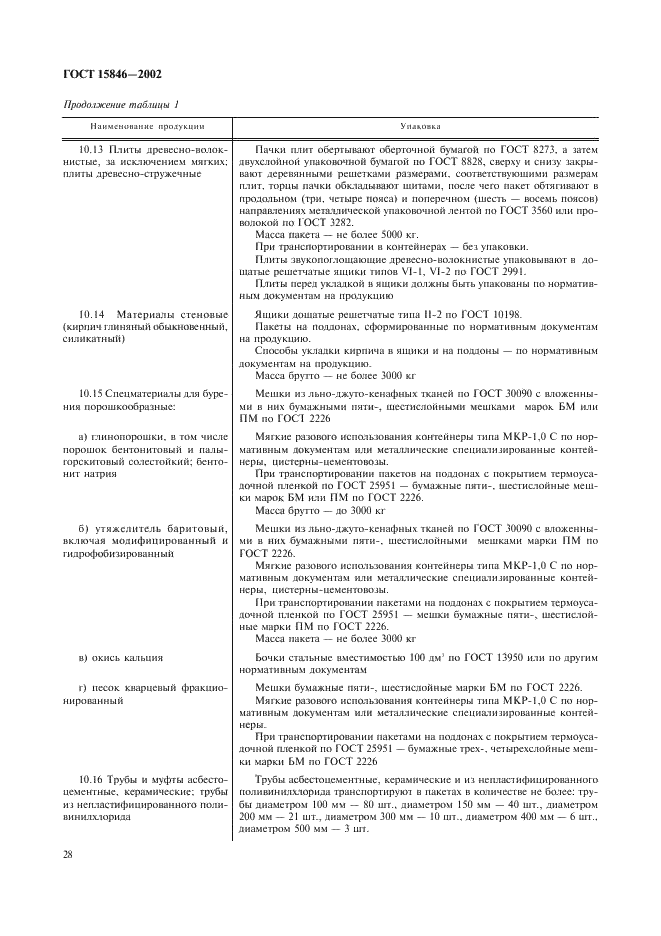 ГОСТ 15846—2002
Продолжение таблицы 1
Наименование продукции
Упаковка
10.13 Плиты древесно-волок-
нистые, за исключением мягких;
плиты древесно-стружечные
Пачки плит обертывают оберточной бумагой по ГОСТ 8273, а затем
двухслойной упаковочной бумагой по ГОСТ 8828, сверху и снизу закры-
вают деревянными решетками размерами, соответствующими размерам
плит, торцы пачки обкладывают щитами, после чего пакет обтягивают в
продольном (три, четыре пояса) и поперечном (шесть — восемь поясов)
направлениях металлической упаковочной лентой по ГОСТ 3560 или про-
волокой по ГОСТ 3282.
Масса пакета — не более 5000 кг.
При транспортировании в контейнерах — без упаковки.
Плиты звукопоглощающие древесно-волокнистые упаковывают в до-
щатые решетчатые ящики типов VI-1, VI-2 по ГОСТ 2991.
Плиты перед укладкой в ящики должны быть упакованы по норматив-
ным документам на продукцию
10.14 Материалы стеновые
(кирпич глиняный обыкновенный,
силикатный)
Ящики дощатые решетчатые типа II-2 по ГОСТ 10198.
Пакеты на поддонах, сформированные по нормативным документам
на продукцию.
Способы укладки кирпича в ящики и на поддоны — по нормативным
документам на продукцию.
Масса брутто — не более 3000 кг
10.15 Спецматериалы для буре-
ния порошкообразные:
Мешки из льно-джуто-кенафных тканей по ГОСТ 30090 с вложенны-
ми в них бумажными пяти-, шестислойными мешками марок БМ или
ПМ по ГОСТ 2226
а) глинопорошки, в том числе
порошок бентонитовый и палы-
горскитовый солестойкий; бенто-
нит натрия
Мягкие разового использования контейнеры типа МКР-1,0 С по нор-
мативным документам или металлические специализированные контей-
неры, цистерны-цементовозы.
При транспортировании пакетов на поддонах с покрытием термоуса-
дочной пленкой по ГОСТ 25951 — бумажные пяти-, шестислойные меш-
ки марок БМ или ПМ по ГОСТ 2226.
Масса брутто — до 3000 кг
б) утяжелитель баритовый,
включая модифицированный и
гидрофобизированный
Мешки из льно-джуто-кенафных тканей по ГОСТ 30090 с вложенны-
ми в них бумажными пяти-, шестислойными мешками марки ПМ по
ГОСТ 2226.
Мягкие разового использования контейнеры типа МКР-1,0 С по нор-
мативным документам или металлические специализированные контей-
неры, цистерны-цементовозы.
При транспортировании пакетами на поддонах с покрытием термоуса-
дочной пленкой по ГОСТ 25951 — мешки бумажные пяти-, шестислой-
ные марки ПМ по ГОСТ 2226.
Масса пакета — не более 3000 кг
в) окись кальция
Бочки стальные вместимостью 100 дм³ по ГОСТ 13950 или по другим
нормативным документам
г) песок кварцевый фракцио-
нированный
Мешки бумажные пяти-, шестислойные марки БМ по ГОСТ 2226.
Мягкие разового использования контейнеры типа МКР-1,0 С по нор-
мативным документам или металлические специализированные контей-
неры.
При транспортировании пакетами на поддонах с покрытием термоуса-
дочной пленкой по ГОСТ 25951 — бумажные трех-, четырехслойные меш-
ки марки БМ по ГОСТ 2226
10.16 Трубы и муфты асбесто-
цементные, керамические; трубы
из непластифицированного поли-
винилхлорида
Трубы асбестоцементные, керамические и из непластифицированного
поливинилхлорида транспортируют в пакетах в количестве не более: тру-
бы диаметром 100 мм — 80 шт., диаметром 150 мм — 40 шт., диаметром
200 мм — 21 шт., диаметром 300 мм — 10 шт., диаметром 400 мм — 6 шт.,
диаметром 500 мм — 3 шт.
28